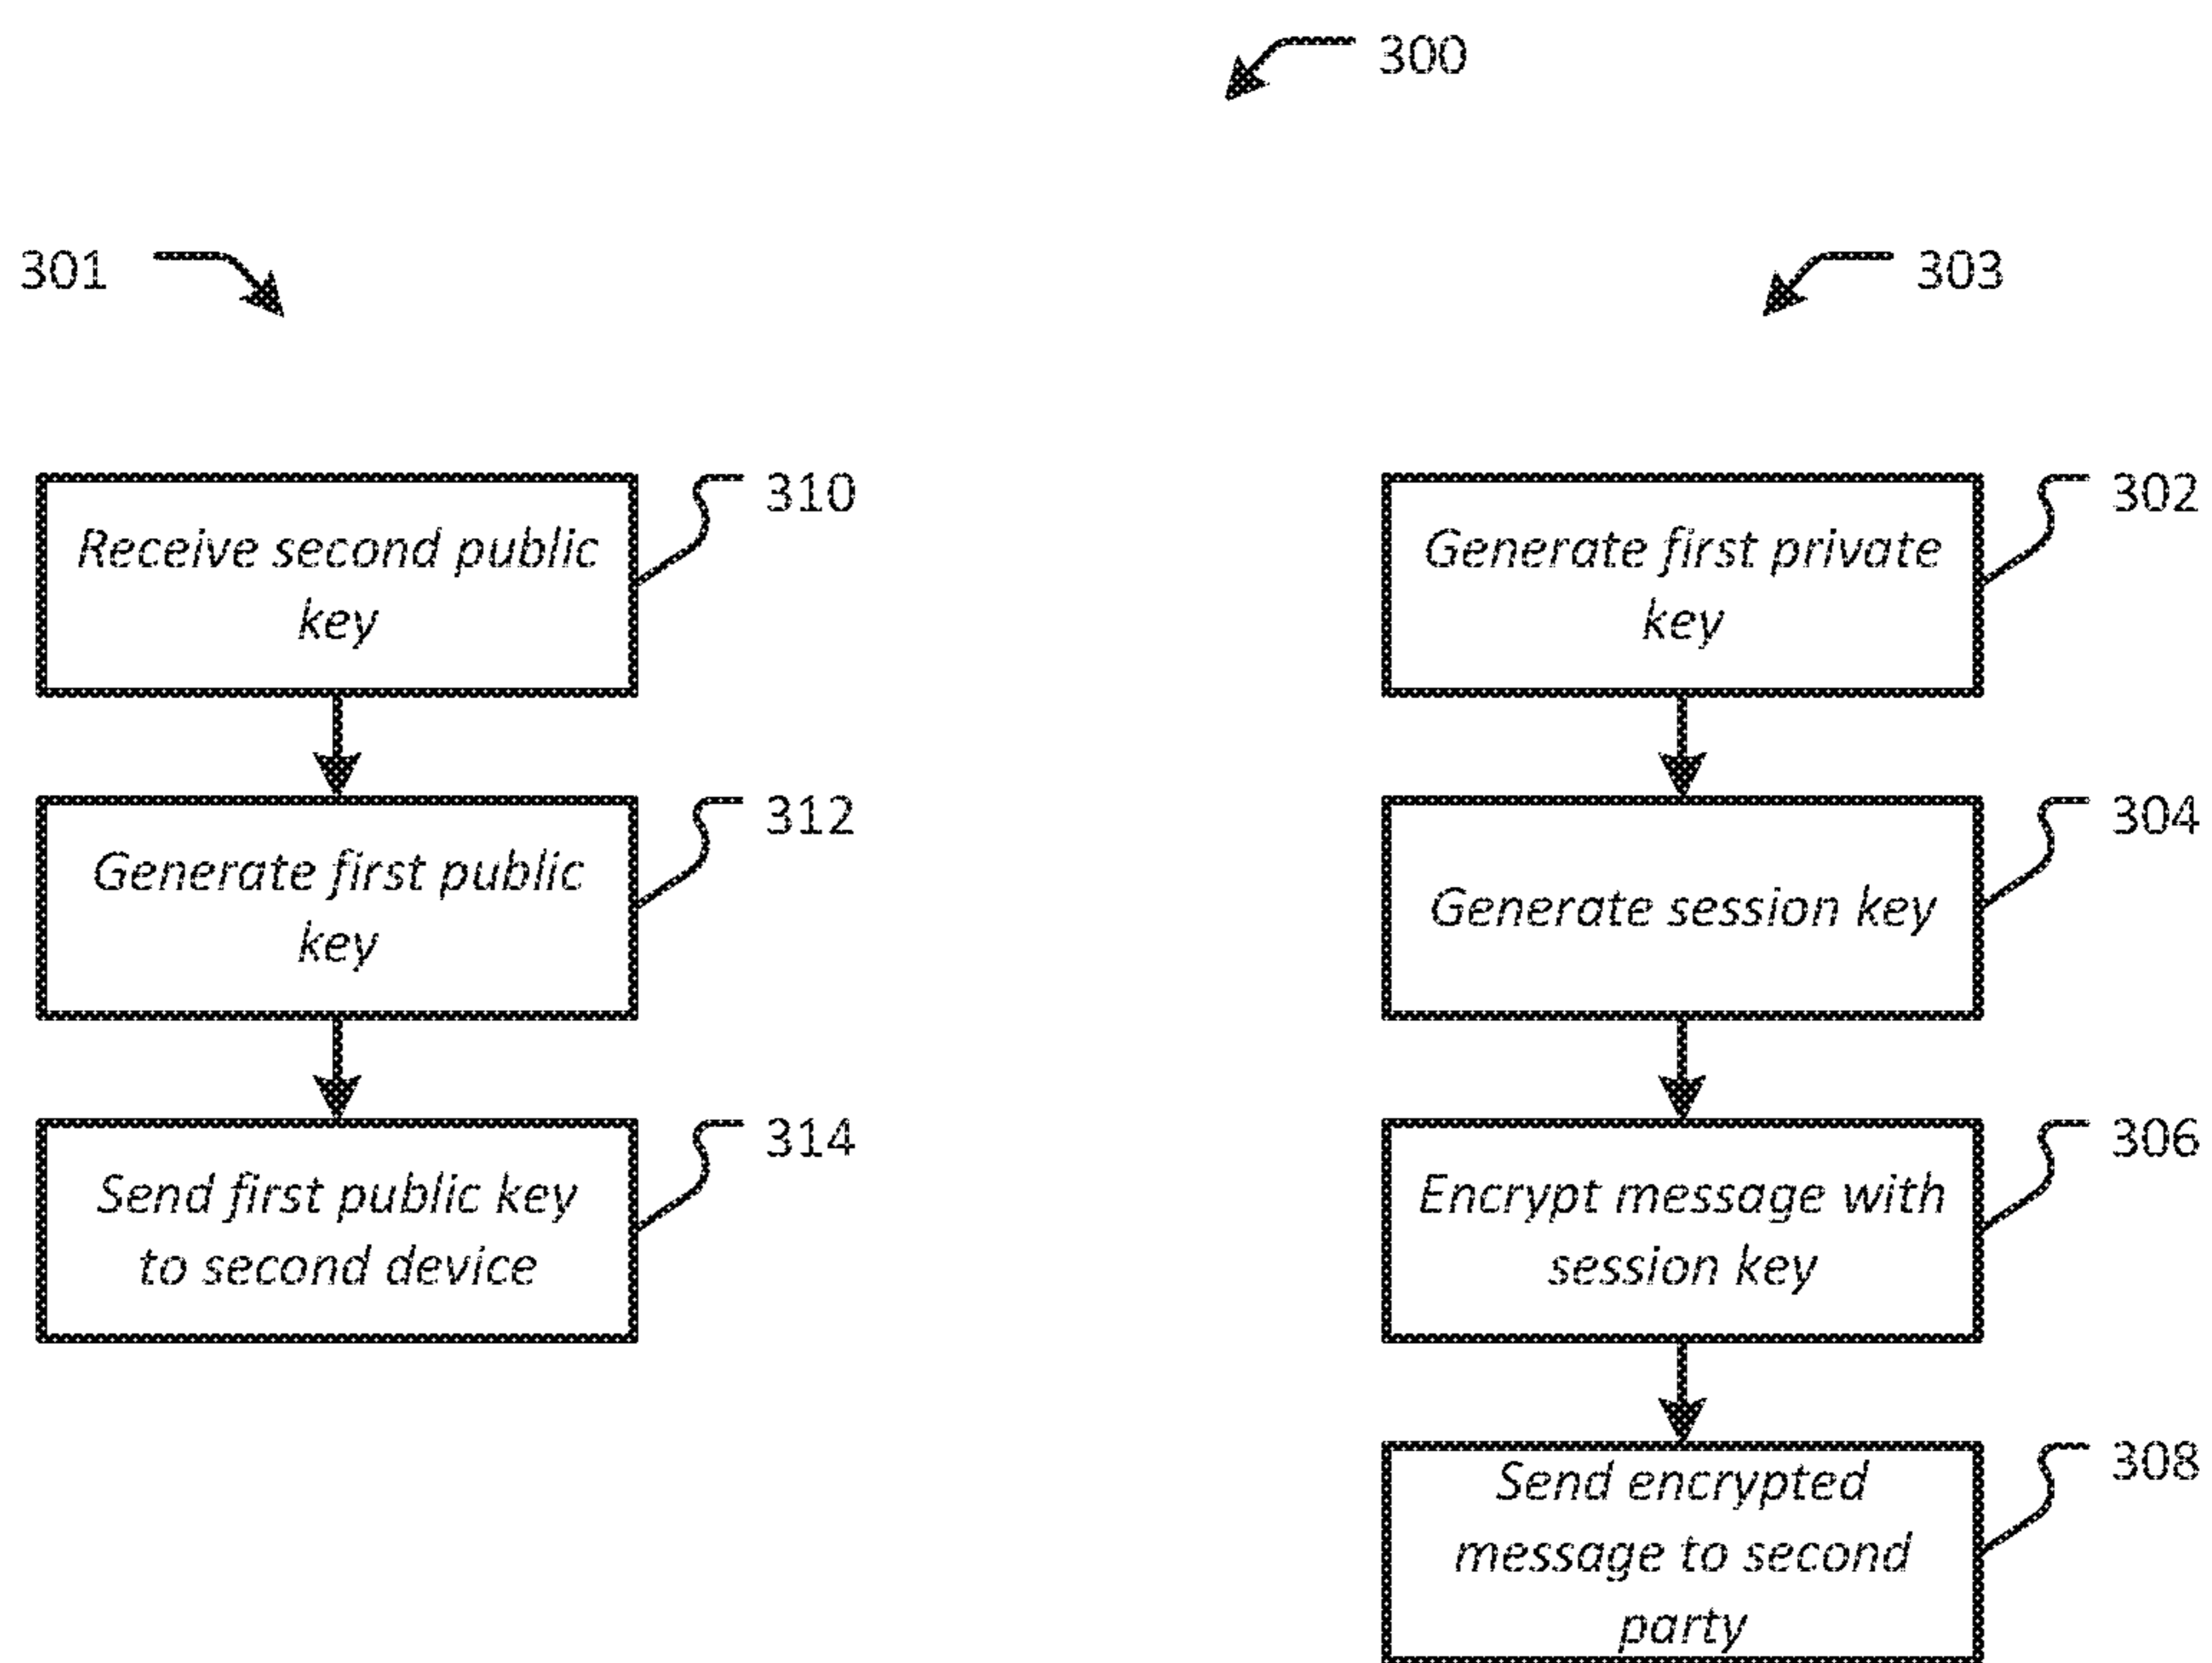 300
301
303
310
Receive second public
key
312
Generate first public
key
314
Send first public key
to second device
302
Generate first private
key
304
Generate session key
306
Encrypt message with
session key
308
Send encrypted
message to second
party